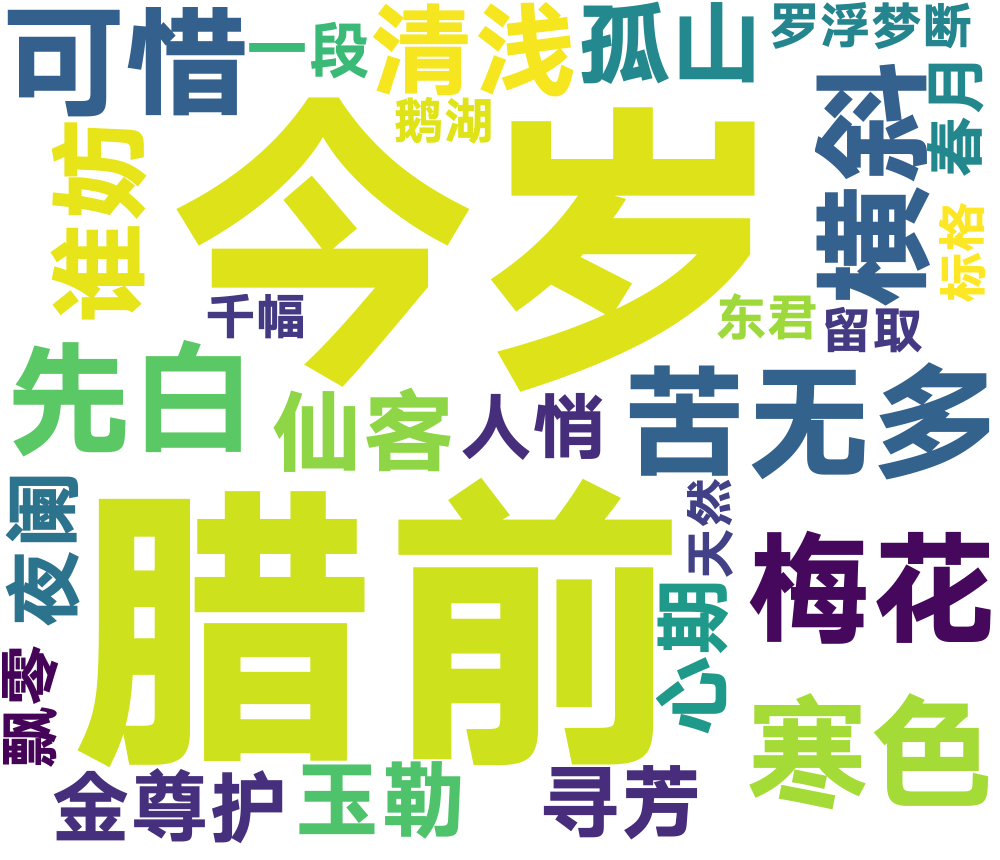 可惜
一段
清浅
孤山
罗浮梦断
鹅湖
谁妨
今岁
横斜
春月
标格
千幅
东君
留取
先白
仙客
人悄
苦无多
夜阑
腊前
天然
梅花
心期
飘零
寒色
金尊护
玉勒
寻芳